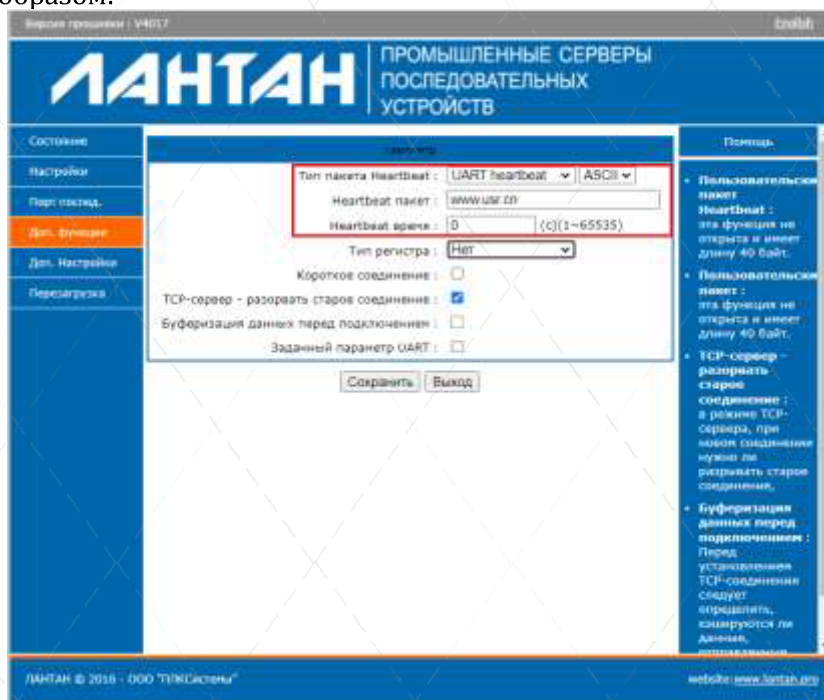 образом.
Версия прошивки : V4017
English
ЛАНТАН
ПРОМЫШЛЕННЫЕ СЕРВЕРЫ
ПОСЛЕДОВАТЕЛЬНЫХ
УСТРОЙСТВ
Состояние
Настройки
Порт послед.
Доп. функции
Доп. Настройки
Перезагрузка
Тип пакета Heartbeat : UART heartbeat ASCII
Heartbeat пакет : www.usr.cn
Heartbeat время : 0 (с)(1~65535)
Тип регистра : Нет
Короткое соединение :
TCP-сервер – разорвать старое соединение :
Буферизация данных перед подключением :
Заданный параметр UART :
Сохранить Выход
Помощь
• Пользовательски
пакет
Heartbeat :
эта функция не
открыта и имеет
длину 40 байт.
• Пользовательски
пакет :
эта функция не
открыта и имеет
длину 40 байт.
• TCP-сервер –
разорвать
старое
соединение :
в режиме TCP-
сервера, при
новом соединение
нужно ли
разрывать старое
соединение.
• Буферизация
данных перед
подключением :
Перед
установлением
TCP-соединения
следует
определить,
кэшируются ли
данные,
ЛАНТАН © 2016 - ООО "ПЛКСистемы"
website:www.lantan.pro